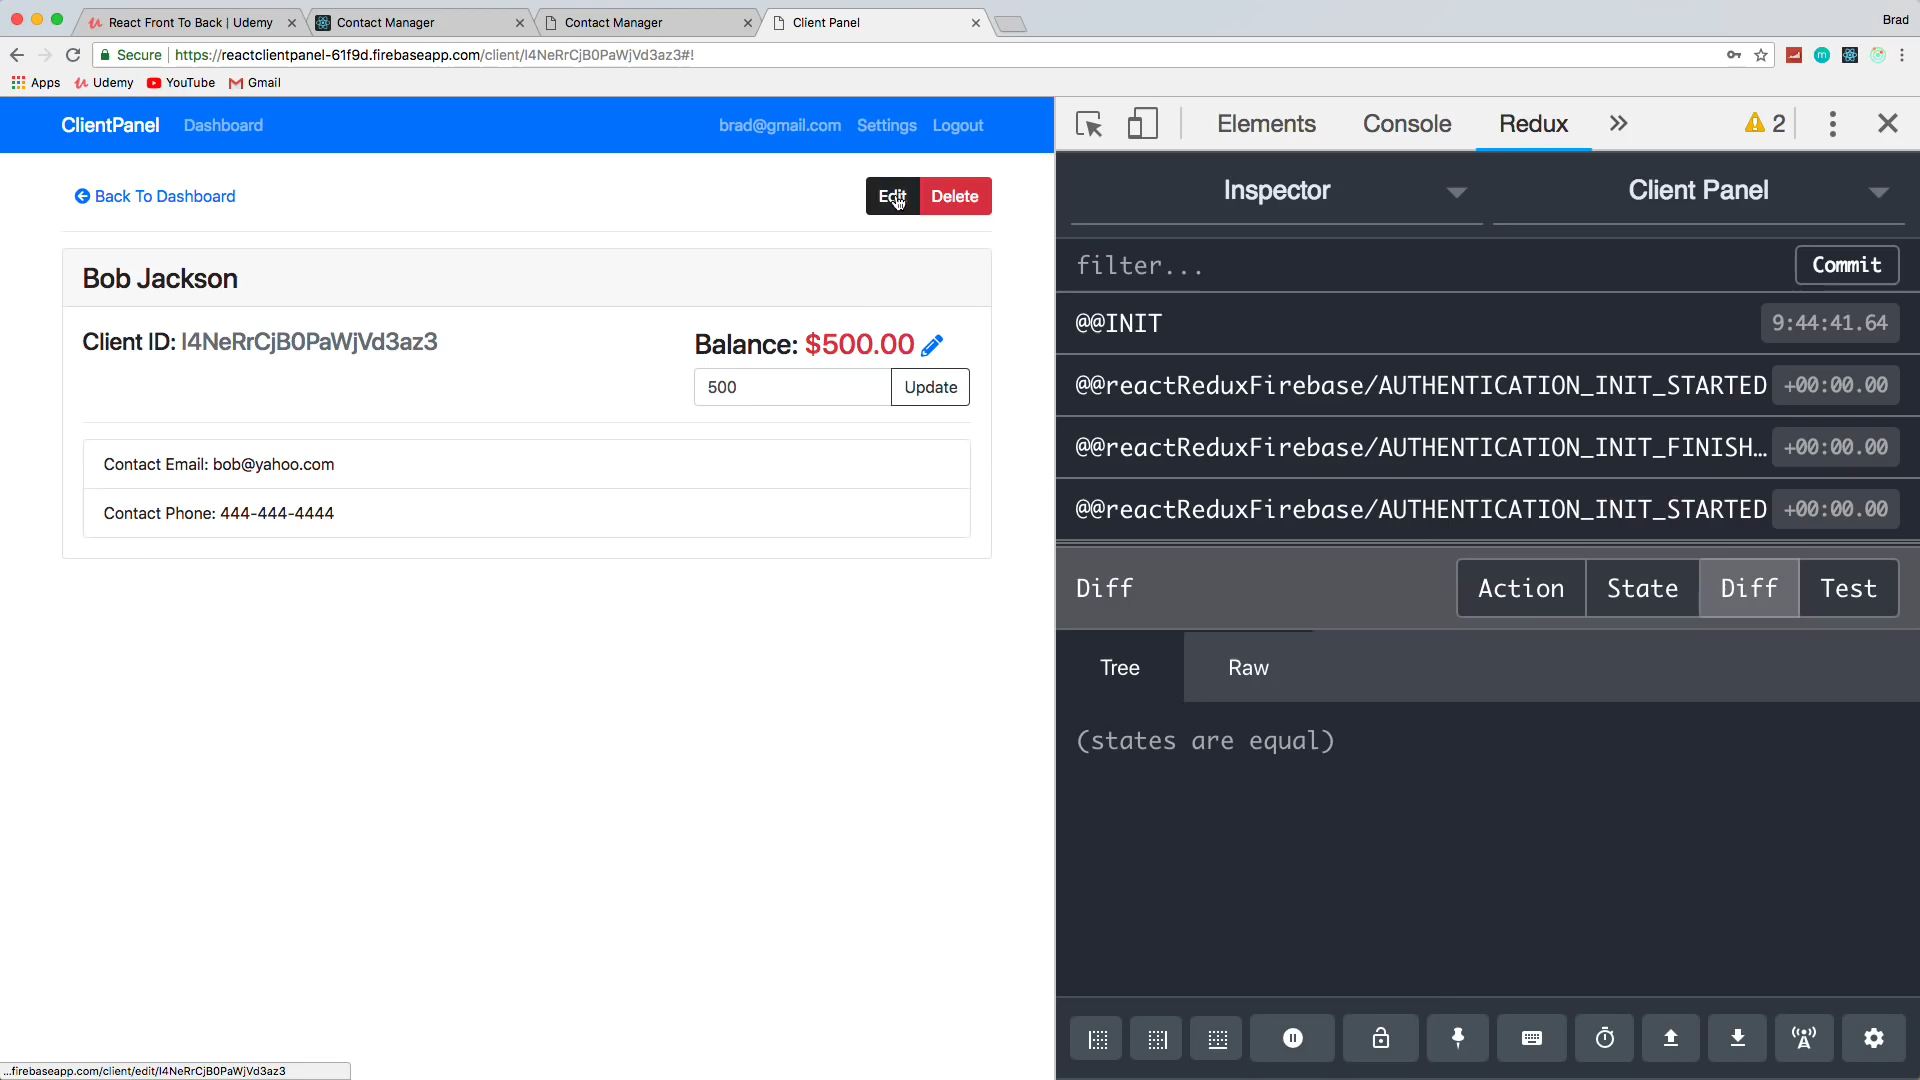 React Front To Back | Udemy
Contact Manager
Contact Manager
Client Panel
Brad
Secure https://reactclientpanel-61f9d.firebaseapp.com/client/I4NeRrCjB0PaWjVd3az3#!
Apps Udemy YouTube Gmail
ClientPanel Dashboard brad@gmail.com Settings Logout
Back To Dashboard
Edit Delete
Bob Jackson
Client ID: I4NeRrCjB0PaWjVd3az3
Balance: $500.00
500 Update
Contact Email: bob@yahoo.com
Contact Phone: 444-444-4444
...firebaseapp.com/client/edit/I4NeRrCjB0PaWjVd3az3
Elements Console Redux 2
Inspector Client Panel
filter... Commit
@@INIT 9:44:41.64
@@reactReduxFirebase/AUTHENTICATION_INIT_STARTED +00:00.00
@@reactReduxFirebase/AUTHENTICATION_INIT_FINISH... +00:00.00
@@reactReduxFirebase/AUTHENTICATION_INIT_STARTED +00:00.00
Diff Action State Diff Test
Tree Raw
(states are equal)